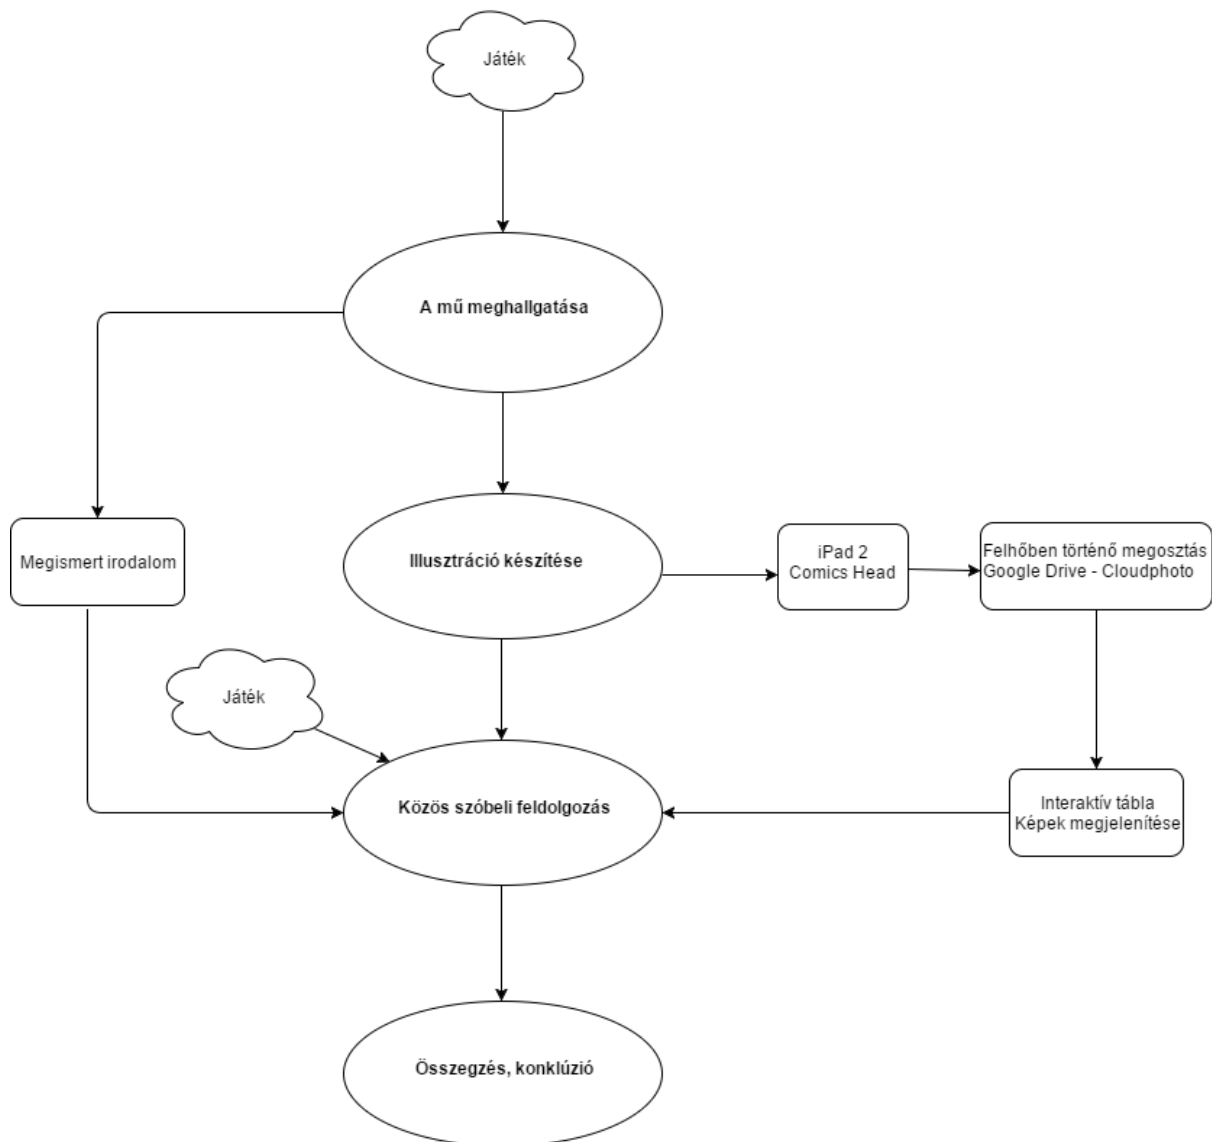 Játék
A mű meghallgatása
Megismert irodalom
Illusztráció készítése
iPad 2
Comics Head
Felhőben történő megosztás
Google Drive - Cloudphoto
Játék
Közös szóbeli feldolgozás
Interaktív tábla
Képek megjelenítése
Összegzés, konklúzió